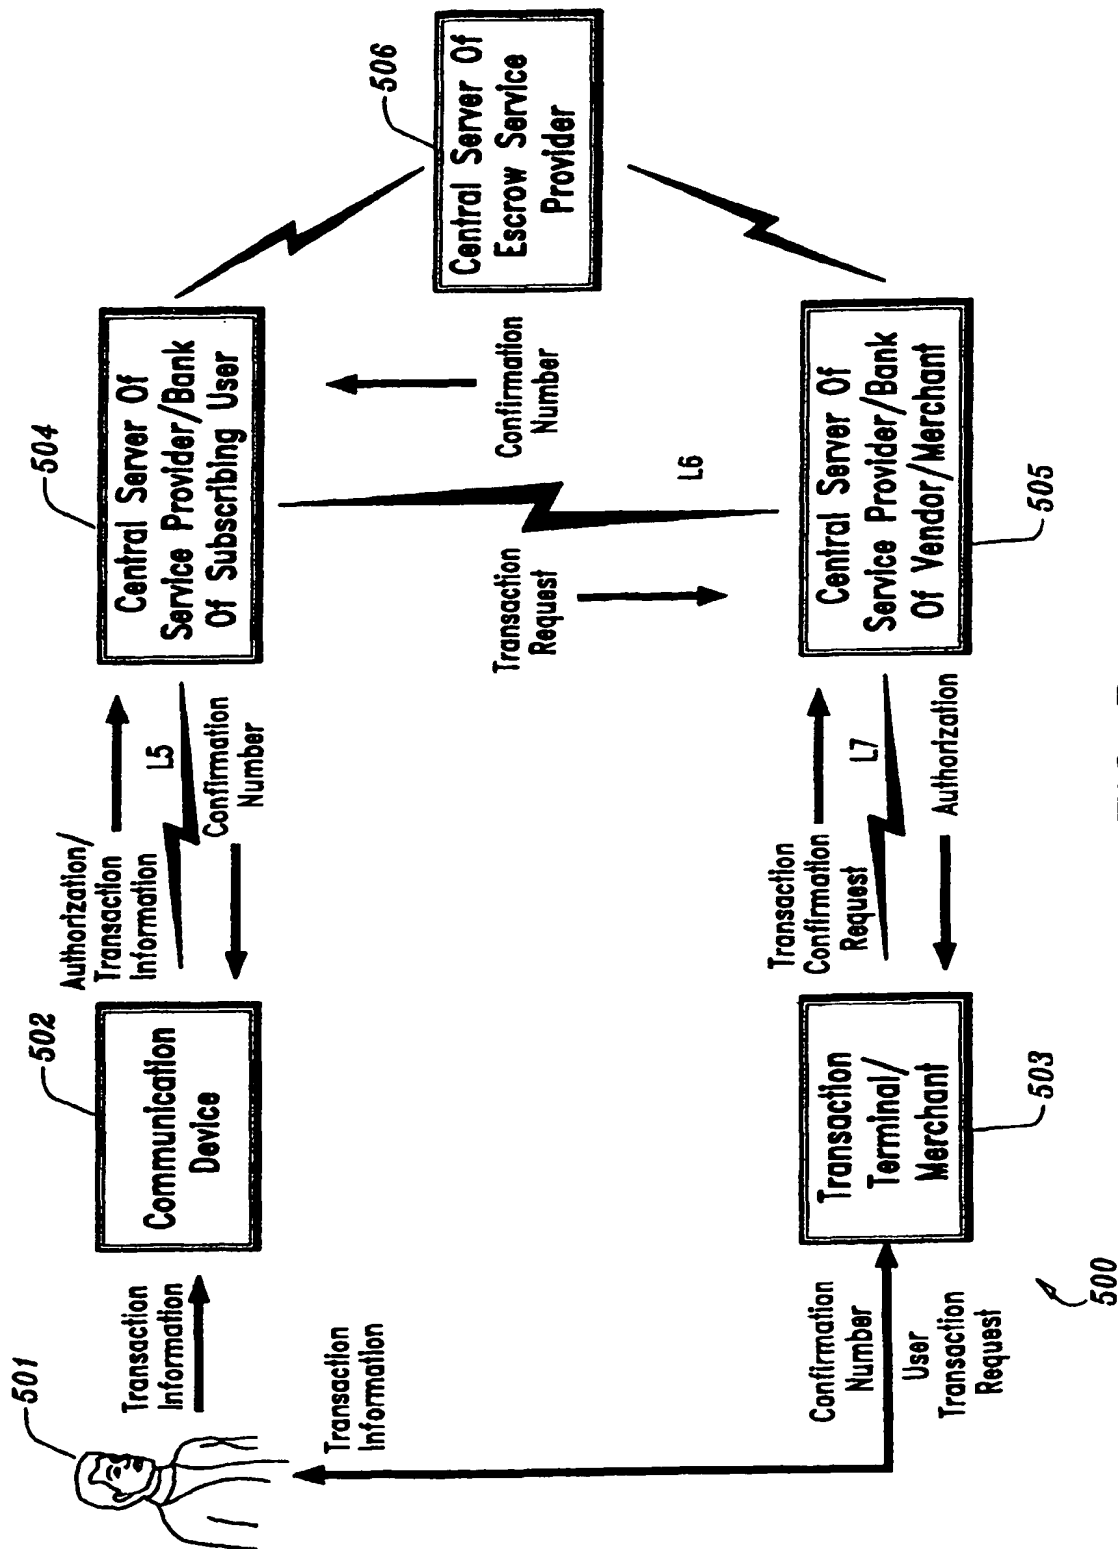 501
Transaction
Information
502
Communication
Device
Authorization/
Transaction
Information
L5
Confirmation
Number
504
Central Server Of
Service Provider/Bank
Of Subscribing User
506
Central Server Of
Escrow Service
Provider
Transaction
Information
Transaction
Request
L6
Confirmation
Number
Confirmation
Number
User
Transaction
Request
Transaction
Terminal/
Merchant
503
Transaction
Confirmation
Request
L7
Authorization
Central Server Of
Service Provider/Bank
Of Vendor/Merchant
505
500